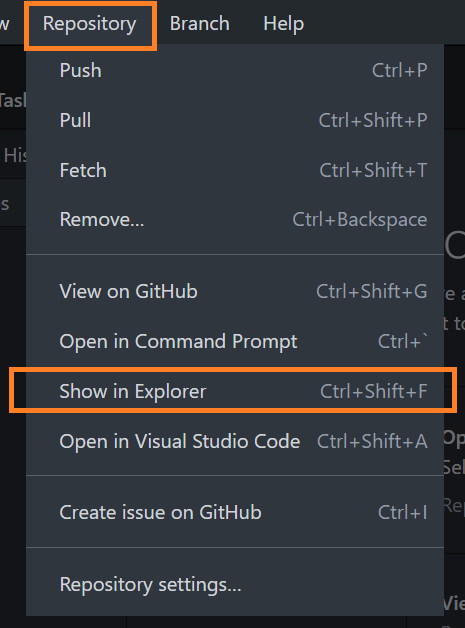 w Repository Branch Help
Push Ctrl+P
Pull Ctrl+Shift+P
Fetch Ctrl+Shift+T
Remove... Ctrl+Backspace
View on GitHub Ctrl+Shift+G
Open in Command Prompt Ctrl+`
Show in Explorer Ctrl+Shift+F
Open in Visual Studio Code Ctrl+Shift+A
Create issue on GitHub Ctrl+I
Repository settings...